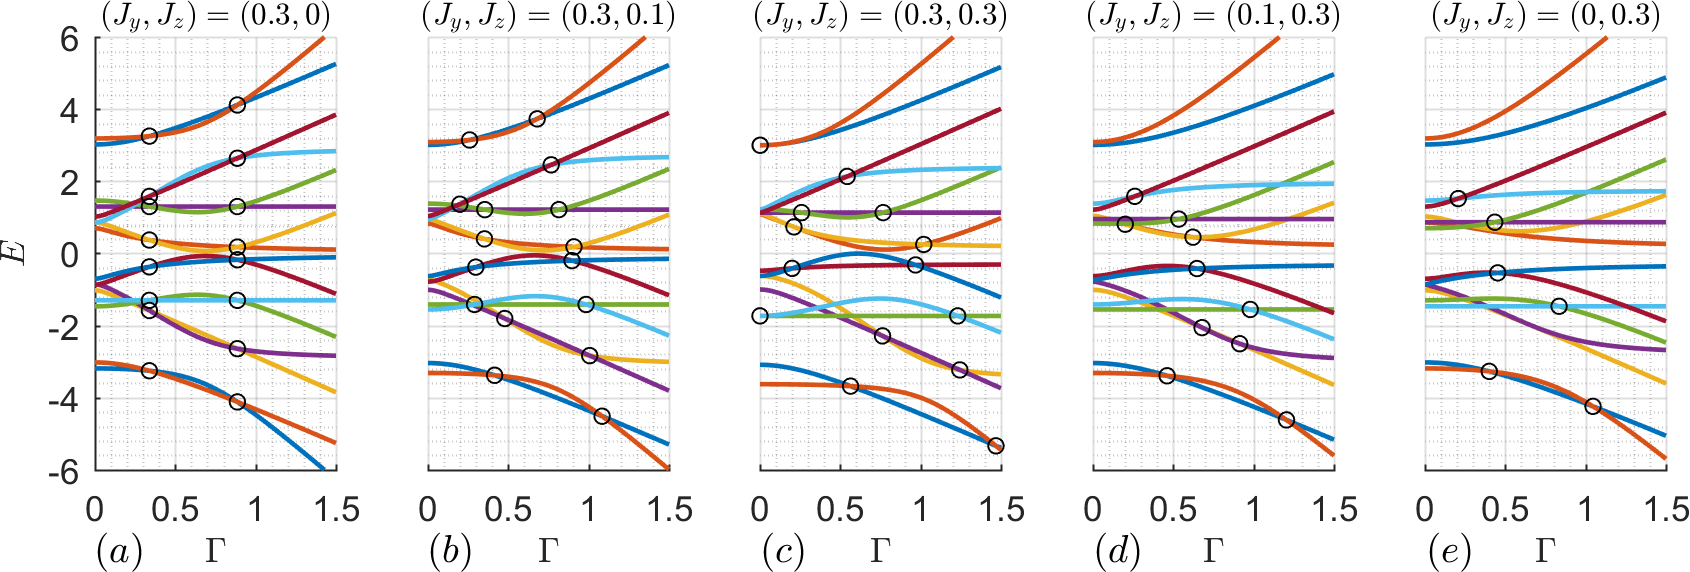 (J_y, J_z) = (0.3, 0) (J_y, J_z) = (0.3, 0.1) (J_y, J_z) = (0.3, 0.3) (J_y, J_z) = (0.1, 0.3) (J_y, J_z) = (0, 0.3)
6
4
2
0
-2
-4
-6
E
0 0.5 1 1.5 0 0.5 1 1.5 0 0.5 1 1.5 0 0.5 1 1.5 0 0.5 1 1.5
(a) Γ (b) Γ (c) Γ (d) Γ (e) Γ